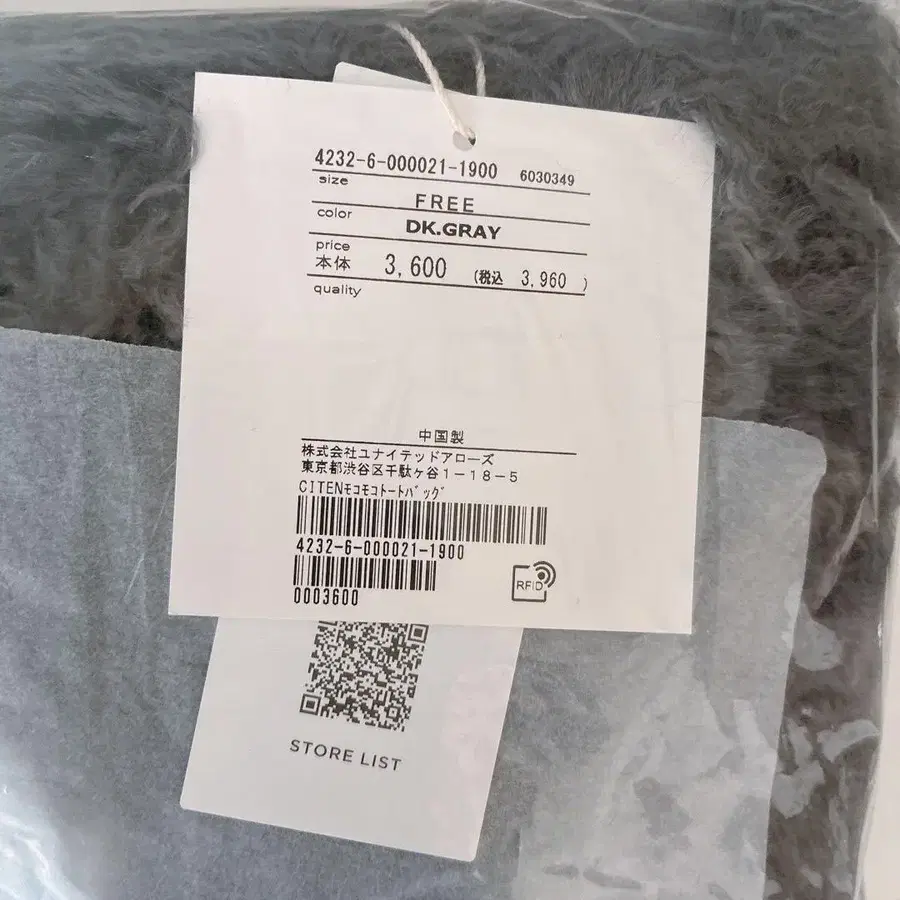 4232-6-000021-1900 6030349
size
FREE
color
DK.GRAY
price
本体 3,600 (税込 3,960 )
quality
中国製
株式会社ユナイテッドアローズ
東京都渋谷区千駄ヶ谷1-18-5
CITENﾓｺﾓｺﾄｰﾄﾊﾞｯｸﾞ
4232-6-000021-1900
0003600
RFID
STORE LIST